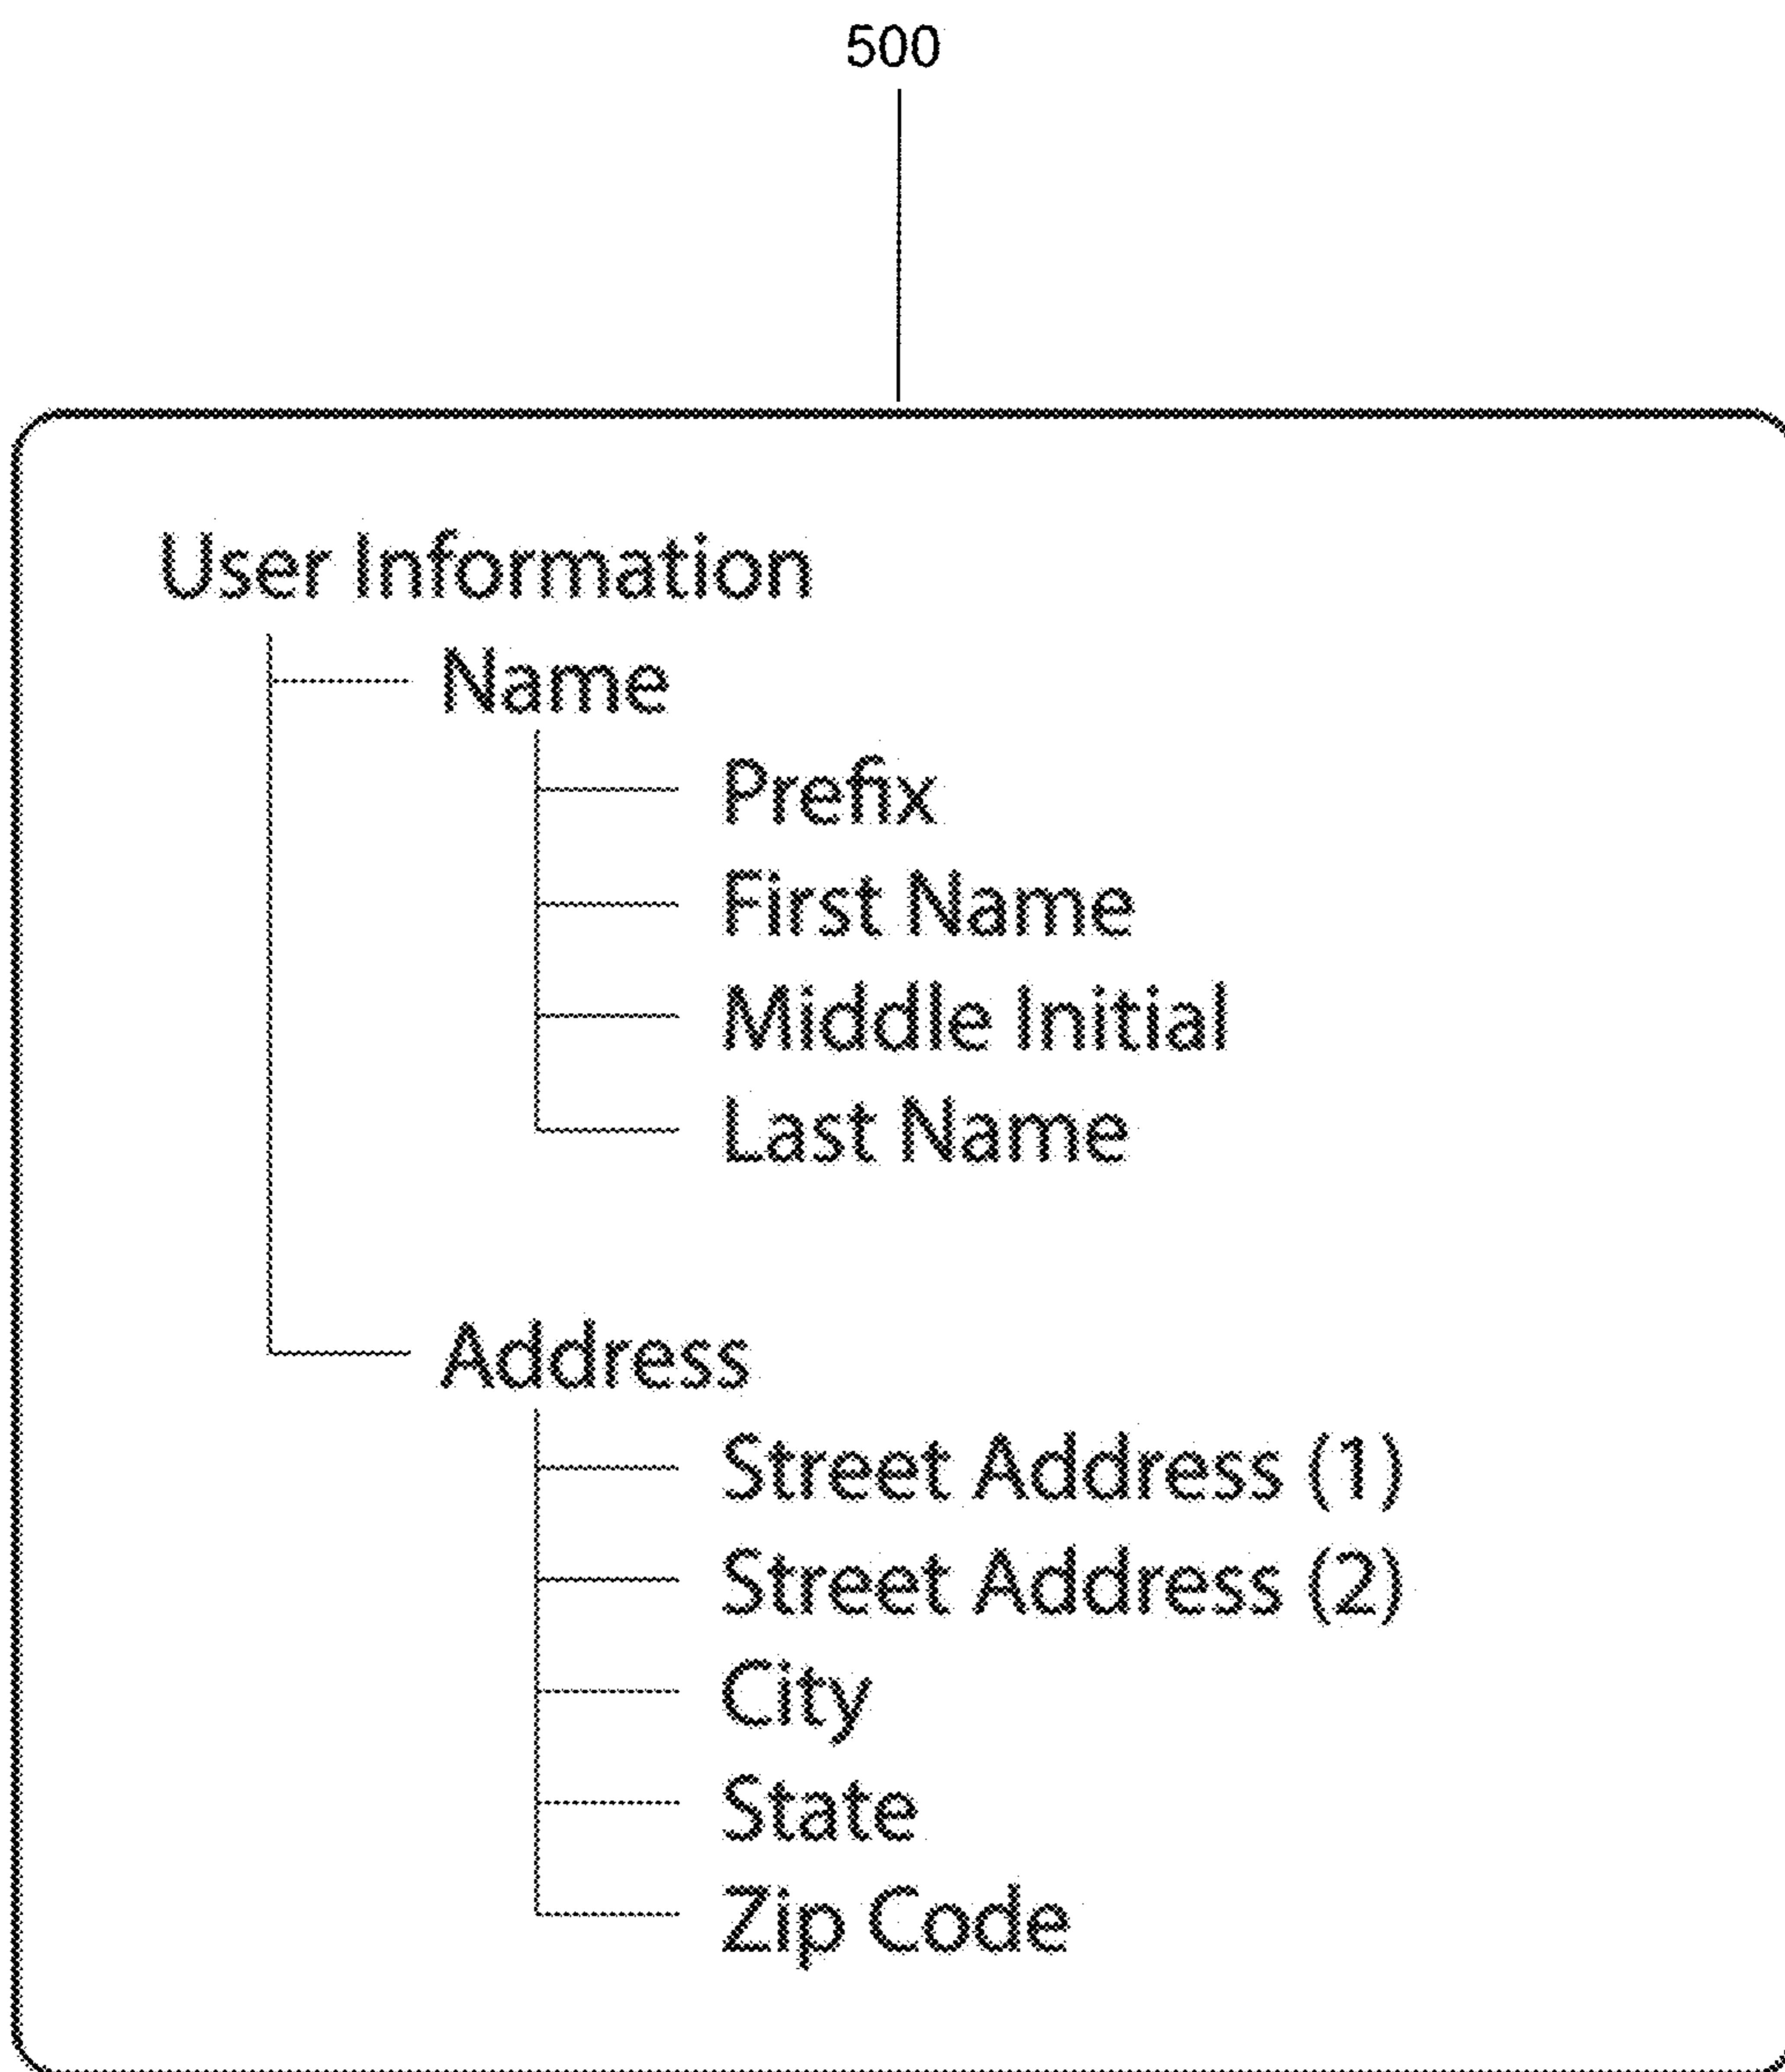 500
User Information
Name
Prefix
First Name
Middle Initial
Last Name
Address
Street Address (1)
Street Address (2)
City
State
Zip Code